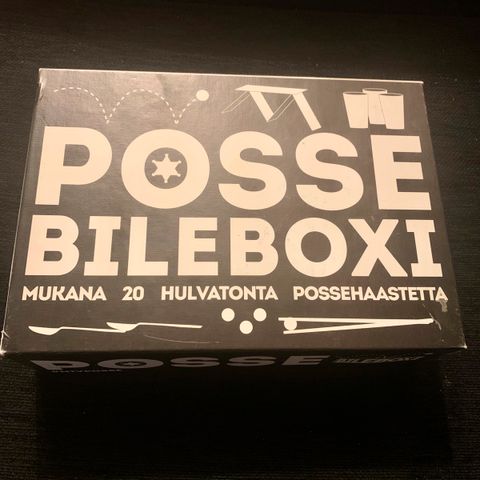 POSSE
BILEBOXI
MUKANA 20 HULVATONTA POSSEHAASTETTA
POSSE
BILEBOXI